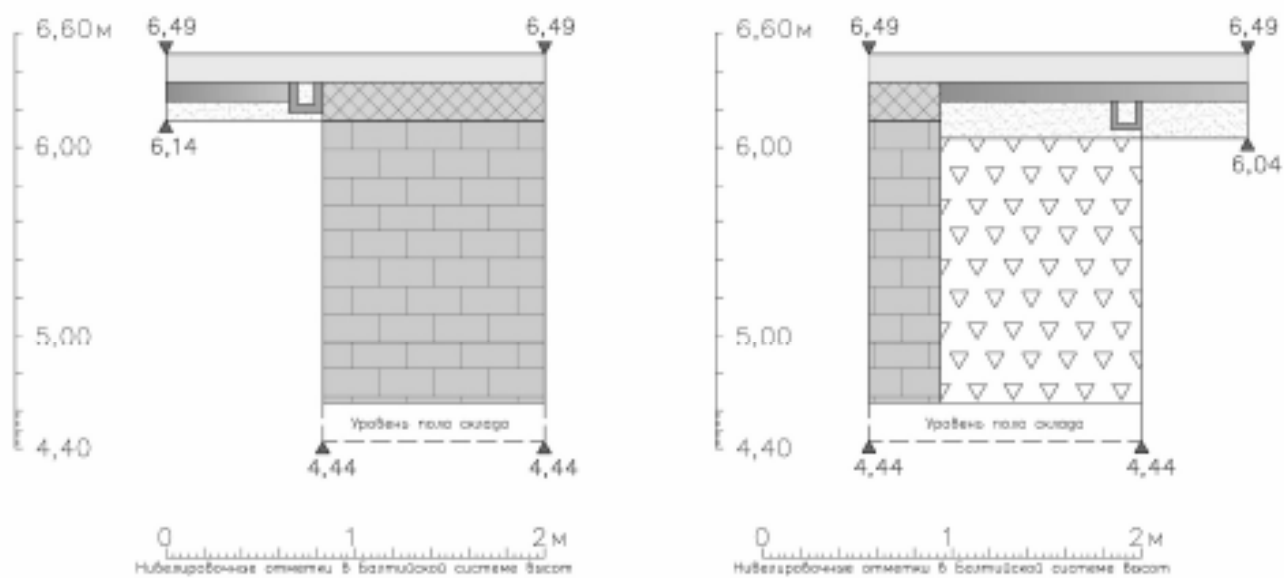 6,60м
6,49
6,49
6,14
6,00
5,00
Уровень пола склада
4,40
4,44
4,44
0 1 2 м
Нивелировочные отметки в Балтийской системе высот
6,60м
6,49
6,49
6,00
6,04
5,00
Уровень пола склада
4,40
4,44
4,44
0 1 2 м
Нивелировочные отметки в Балтийской системе высот